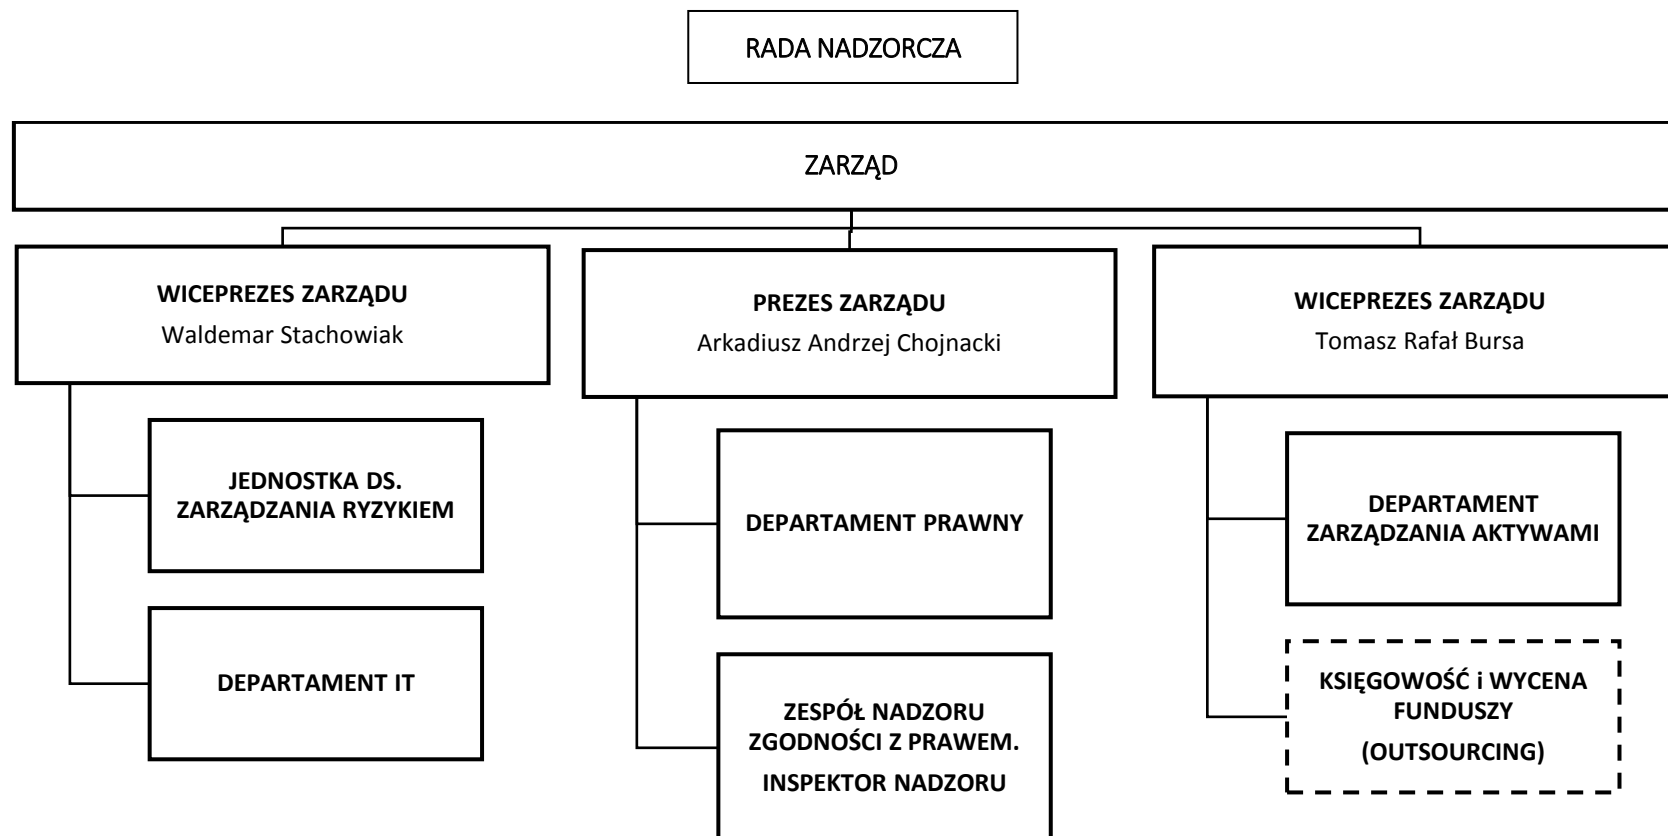 RADA NADZORCZA
ZARZĄD
WICEPREZES ZARZĄDU
Waldemar Stachowiak
JEDNOSTKA DS.
ZARZĄDZANIA RYZYKIEM
DEPARTAMENT IT
PREZES ZARZĄDU
Arkadiusz Andrzej Chojnacki
DEPARTAMENT PRAWNY
ZESPÓŁ NADZORU
ZGODNOŚCI Z PRAWEM.
INSPEKTOR NADZORU
WICEPREZES ZARZĄDU
Tomasz Rafał Bursa
DEPARTAMENT
ZARZĄDZANIA AKTYWAMI
KSIĘGOWOŚĆ i WYCENA
FUNDUSZY
(OUTSOURCING)